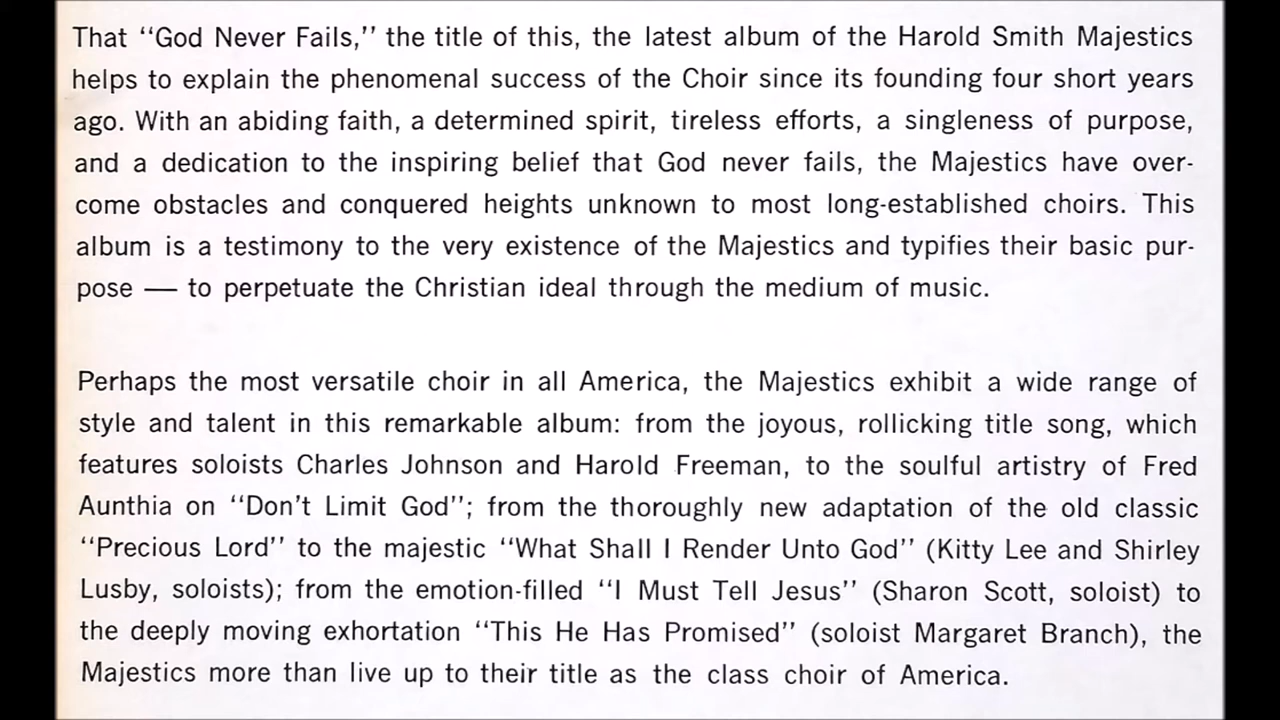 That “God Never Fails,” the title of this, the latest album of the Harold Smith Majestics
helps to explain the phenomenal success of the Choir since its founding four short years
ago. With an abiding faith, a determined spirit, tireless efforts, a singleness of purpose,
and a dedication to the inspiring belief that God never fails, the Majestics have over-
come obstacles and conquered heights unknown to most long-established choirs. This
album is a testimony to the very existence of the Majestics and typifies their basic pur-
pose — to perpetuate the Christian ideal through the medium of music.
Perhaps the most versatile choir in all America, the Majestics exhibit a wide range of
style and talent in this remarkable album: from the joyous, rollicking title song, which
features soloists Charles Johnson and Harold Freeman, to the soulful artistry of Fred
Aunthia on “Don’t Limit God”; from the thoroughly new adaptation of the old classic
“Precious Lord” to the majestic “What Shall I Render Unto God” (Kitty Lee and Shirley
Lusby, soloists); from the emotion-filled “I Must Tell Jesus” (Sharon Scott, soloist) to
the deeply moving exhortation “This He Has Promised” (soloist Margaret Branch), the
Majestics more than live up to their title as the class choir of America.